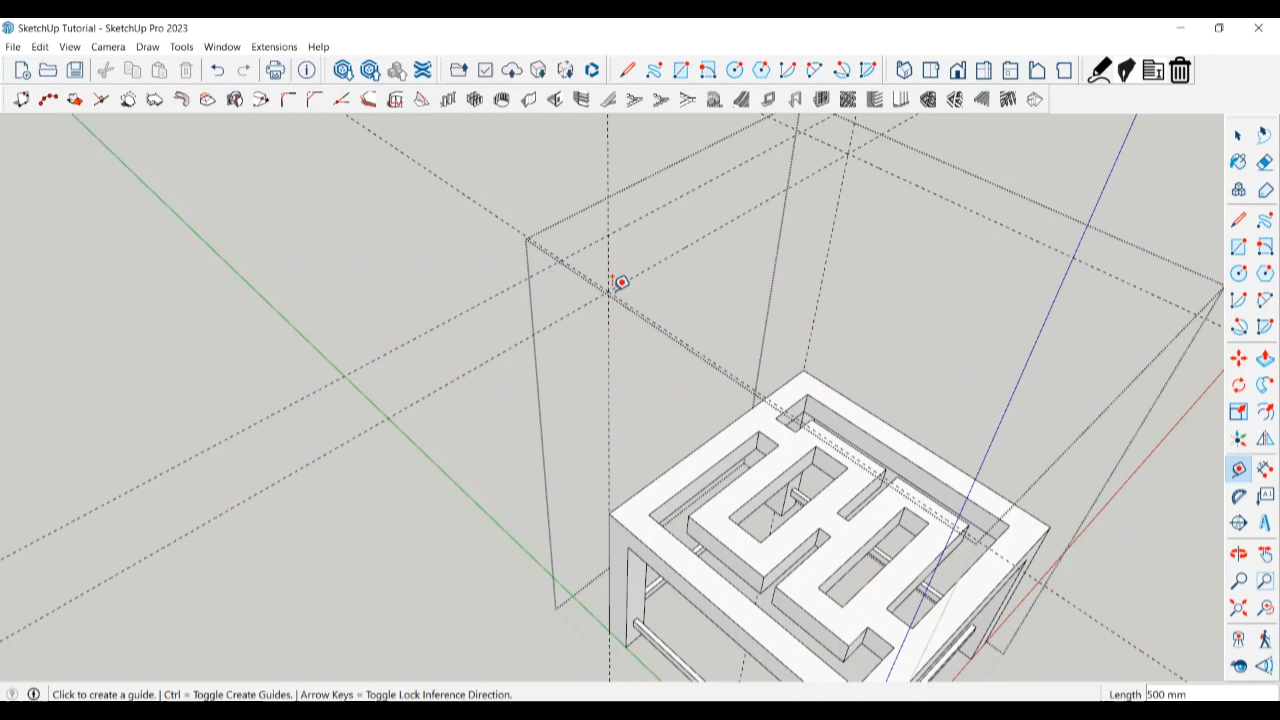 SketchUp Tutorial - SketchUp Pro 2023
File Edit View Camera Draw Tools Window Extensions Help
Click to create a guide. | Ctrl = Toggle Create Guides. | Arrow Keys = Toggle Lock Inference Direction.
Length 500 mm